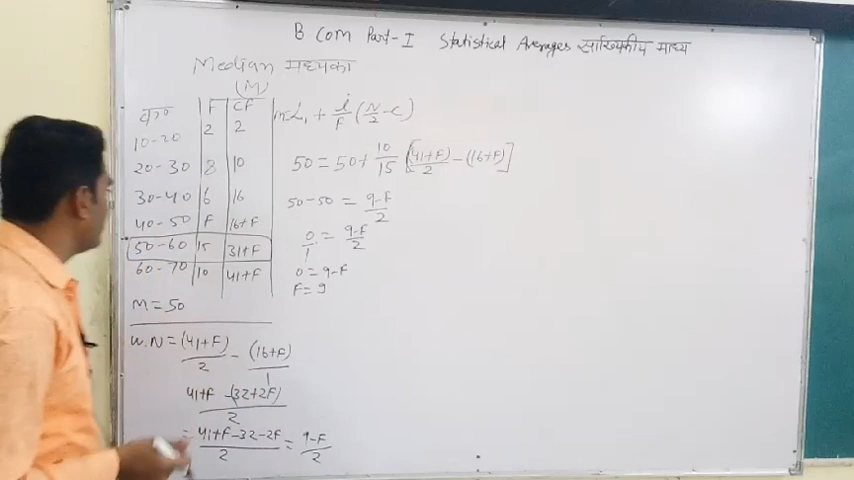 B Com Part-I Statistical Averages सांख्यिकीय माध्य
Median मध्यका
(M)
वर्ग F CF
10-20 2 2
20-30 8 10
30-40 6 16
40-50 F 16+F
50-60 15 31+F
60-70 10 41+F
M = 50
m=L₁ + i/F (N/2 - C)
50 = 50 + 10/15 [(41+F)/2 - (16+F)]
50-50 = 9-F/2
0/1 = 9-F/2
0 = 9-F
F = 9
W.N = (41+F)/2 - (16+F)/1
41+F - (32+2F)/2
= 41+F-32-2F/2 = 9-F/2